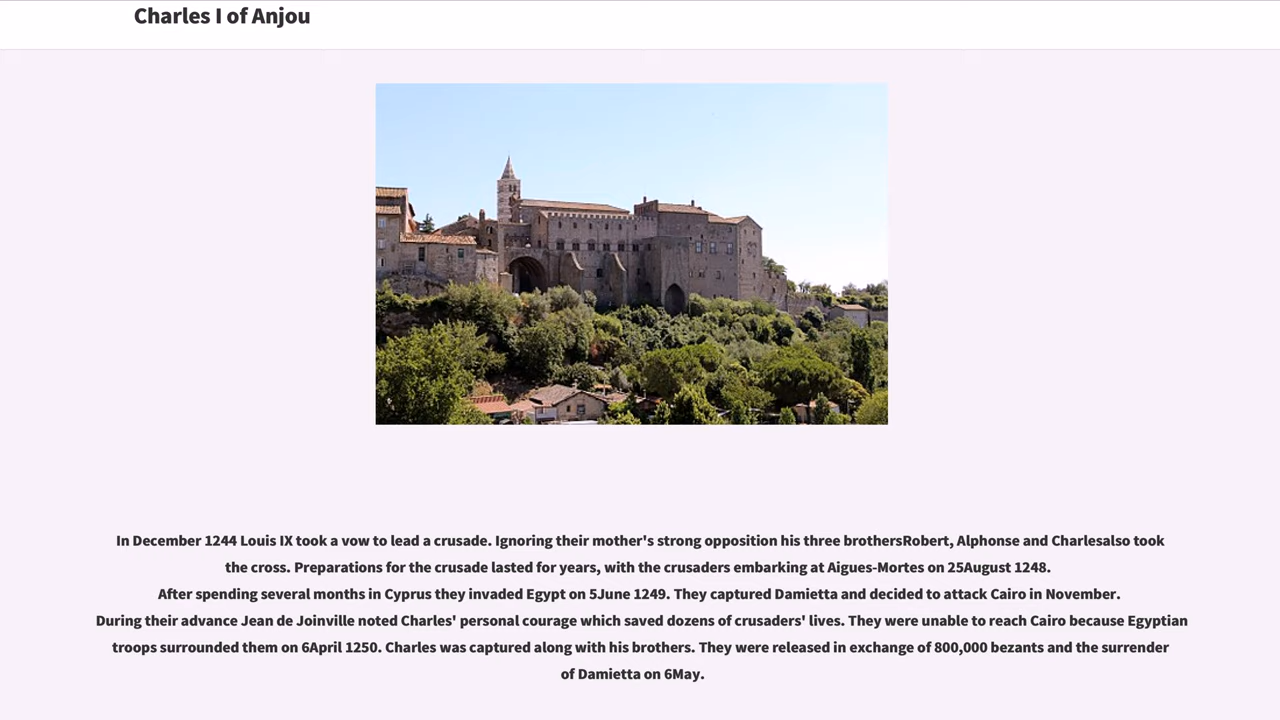 Charles I of Anjou
In December 1244 Louis IX took a vow to lead a crusade. Ignoring their mother's strong opposition his three brothersRobert, Alphonse and Charlesalso took
the cross. Preparations for the crusade lasted for years, with the crusaders embarking at Aigues-Mortes on 25August 1248.
After spending several months in Cyprus they invaded Egypt on 5June 1249. They captured Damietta and decided to attack Cairo in November.
During their advance Jean de Joinville noted Charles' personal courage which saved dozens of crusaders' lives. They were unable to reach Cairo because Egyptian
troops surrounded them on 6April 1250. Charles was captured along with his brothers. They were released in exchange of 800,000 bezants and the surrender
of Damietta on 6May.